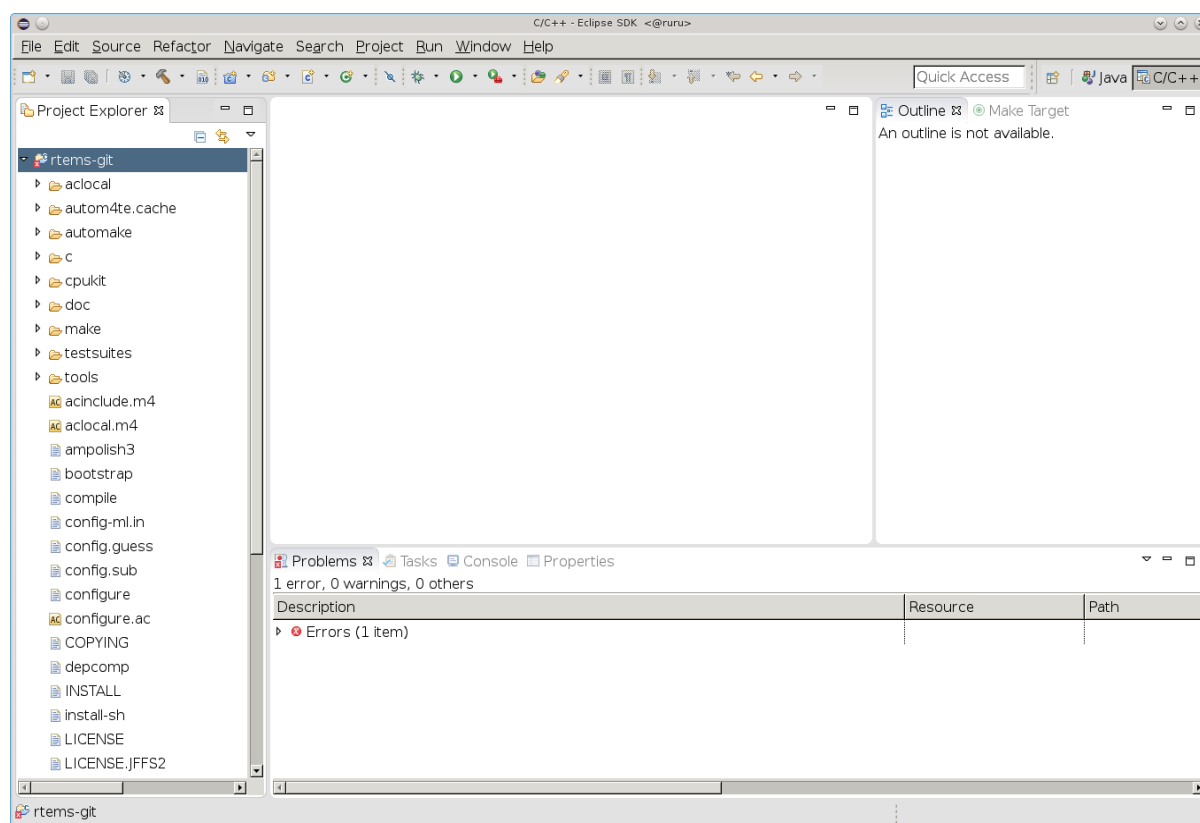 C/C++ - Eclipse SDK <@ruru>
File Edit Source Refactor Navigate Search Project Run Window Help
Quick Access Java C/C++
Project Explorer
Outline Make Target
An outline is not available.
rtems-git
aclocal
autom4te.cache
automake
c
cpukit
doc
make
testsuites
tools
AC acinclude.m4
AC aclocal.m4
ampolish3
bootstrap
compile
config-ml.in
config.guess
config.sub
configure
AC configure.ac
COPYING
depcomp
INSTALL
install-sh
LICENSE
LICENSE.JFFS2
Problems Tasks Console Properties
1 error, 0 warnings, 0 others
Description Resource Path
Errors (1 item)
rtems-git